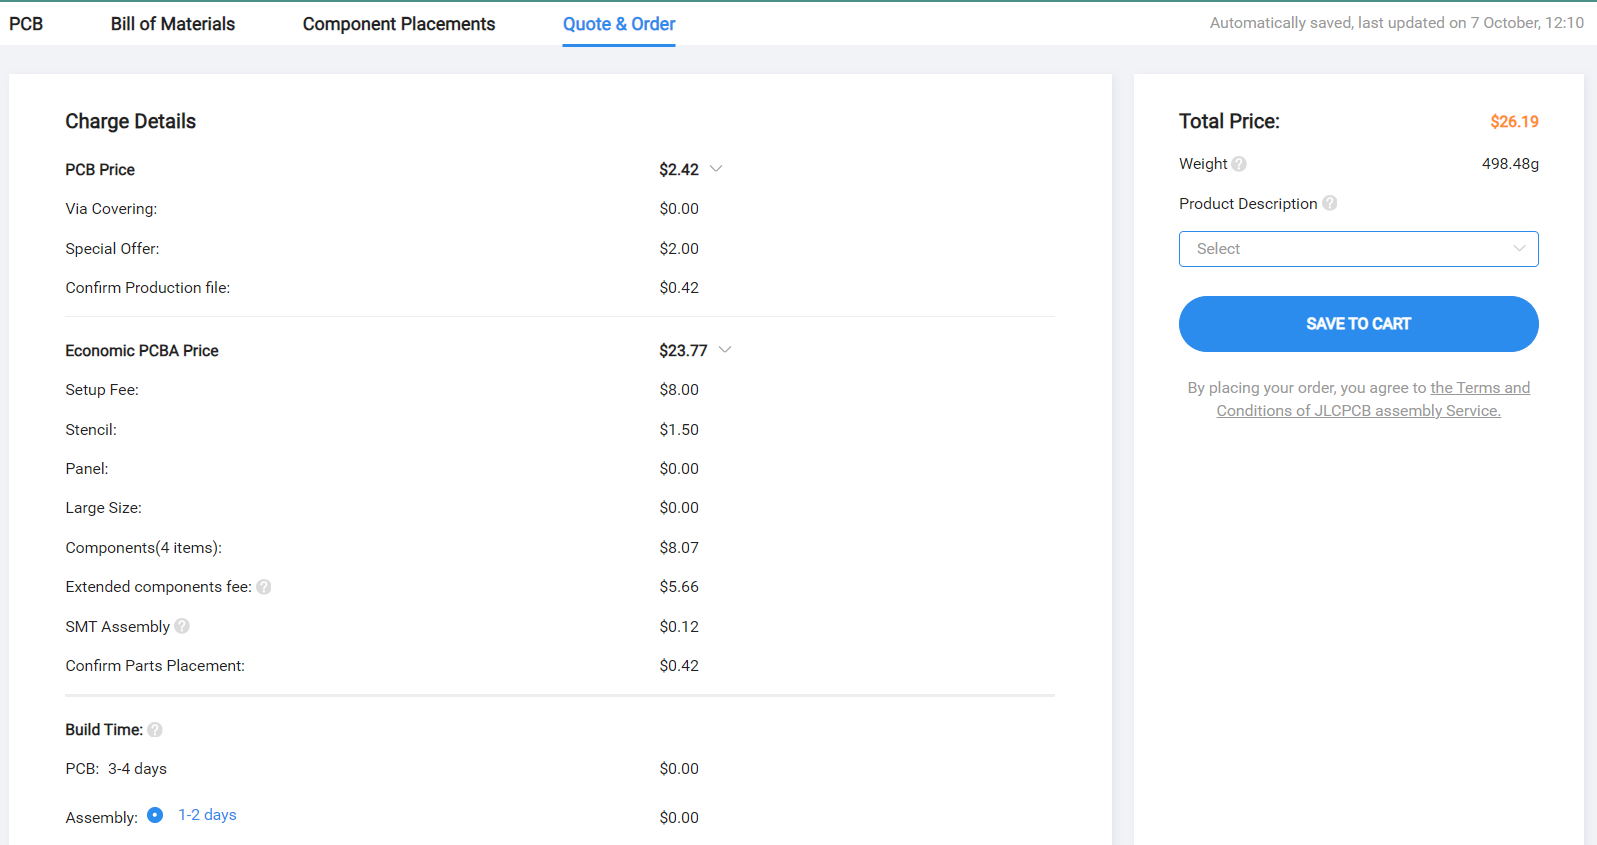 PCB Bill of Materials Component Placements Quote & Order Automatically saved, last updated on 7 October, 12:10
Charge Details
PCB Price $2.42
Via Covering: $0.00
Special Offer: $2.00
Confirm Production file: $0.42
Economic PCBA Price $23.77
Setup Fee: $8.00
Stencil: $1.50
Panel: $0.00
Large Size: $0.00
Components(4 items): $8.07
Extended components fee: ? $5.66
SMT Assembly ? $0.12
Confirm Parts Placement: $0.42
Build Time: ?
PCB: 3-4 days $0.00
Assembly: 1-2 days $0.00
Total Price: $26.19
Weight ? 498.48g
Product Description ?
Select
SAVE TO CART
By placing your order, you agree to the Terms and
Conditions of JLCPCB assembly Service.